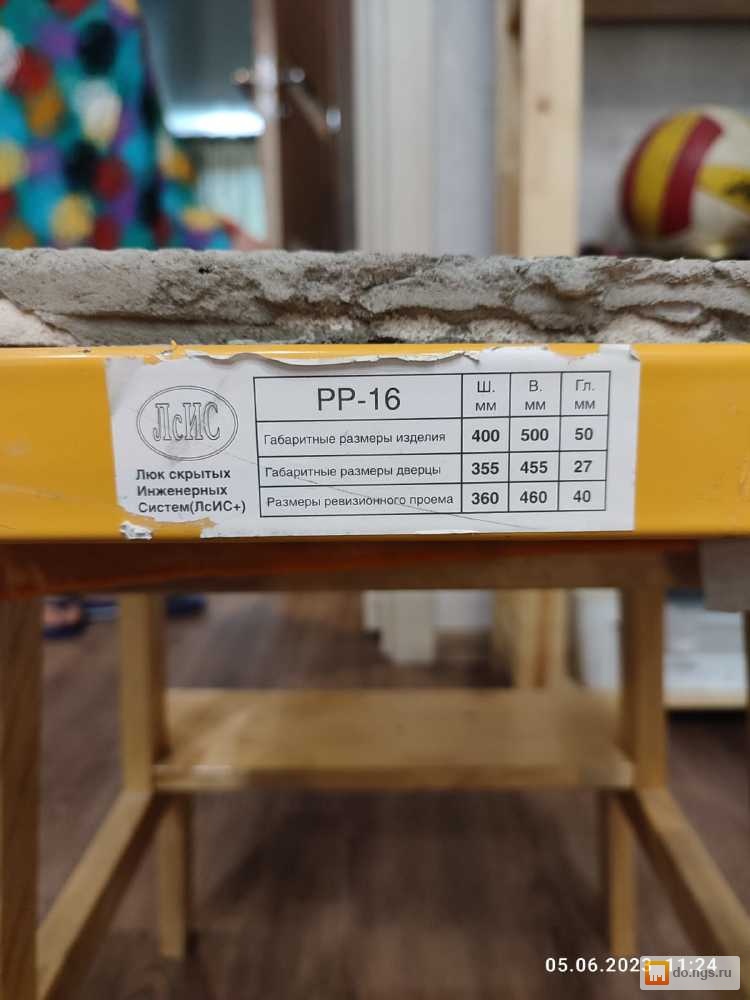 ЛсИС
Люк скрытых
Инженерных
Систем(ЛсИС+)
РР-16 Ш. мм В. мм Гл. мм
Габаритные размеры изделия 400 500 50
Габаритные размеры дверцы 355 455 27
Размеры ревизионного проема 360 460 40
05.06.2023 11:24
do.ngs.ru